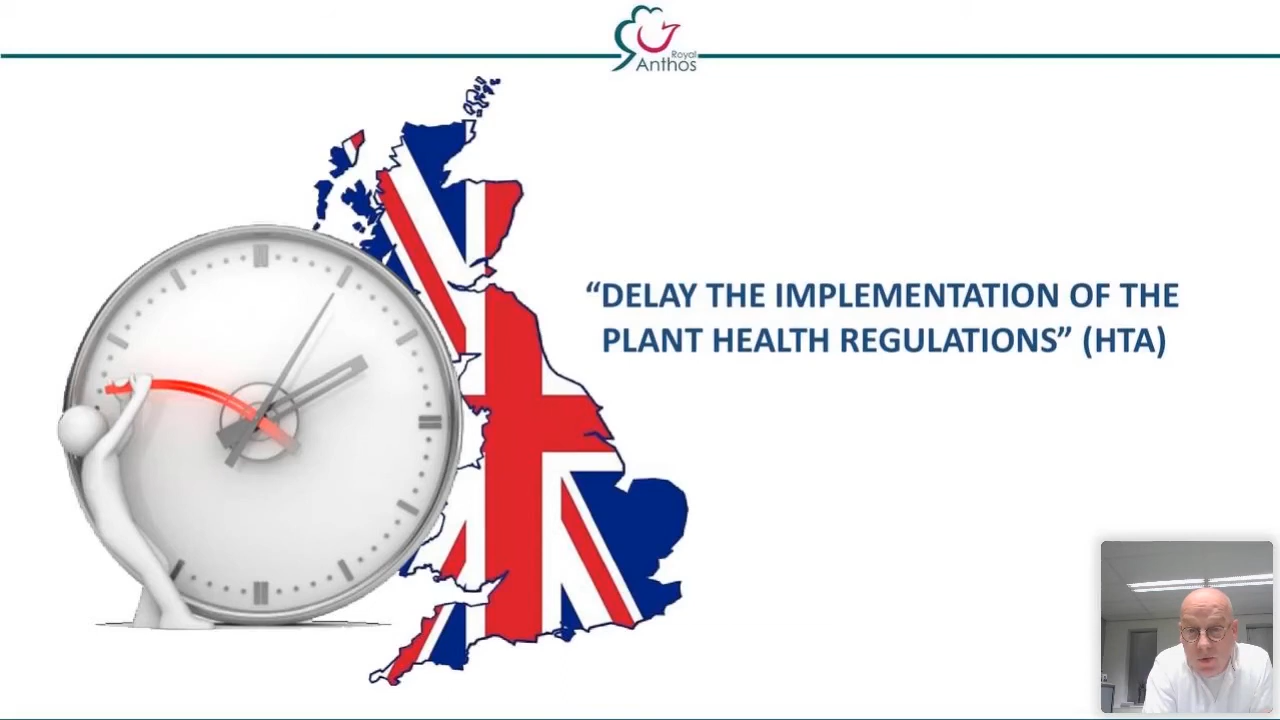 Royal
Anthos
“DELAY THE IMPLEMENTATION OF THE
PLANT HEALTH REGULATIONS” (HTA)